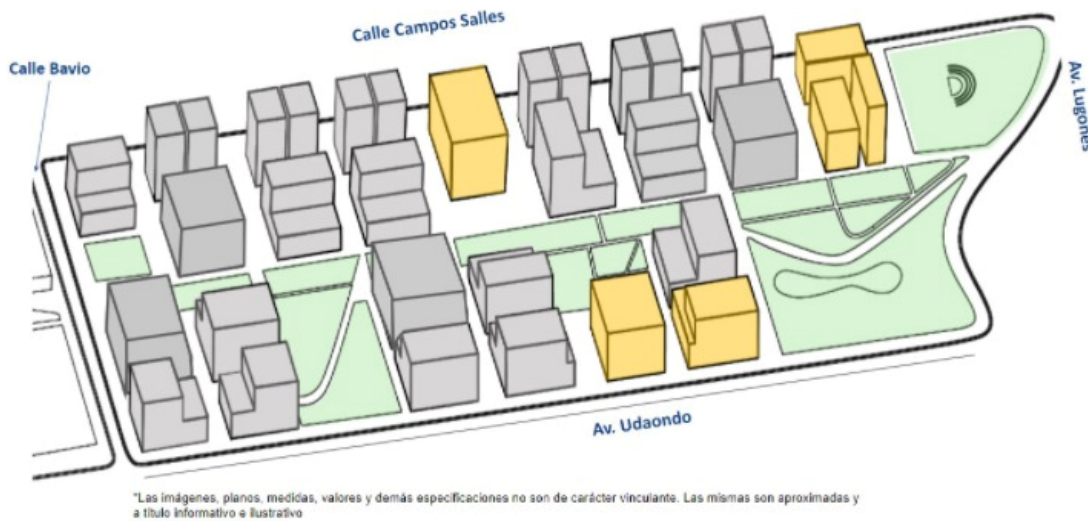 Calle Campos Salles
Calle Bavio
Av. Lugones
Av. Udaondo
"Las imágenes, planos, medidas, valores y demás especificaciones no son de carácter vinculante. Las mismas son aproximadas y
a título informativo e ilustrativo